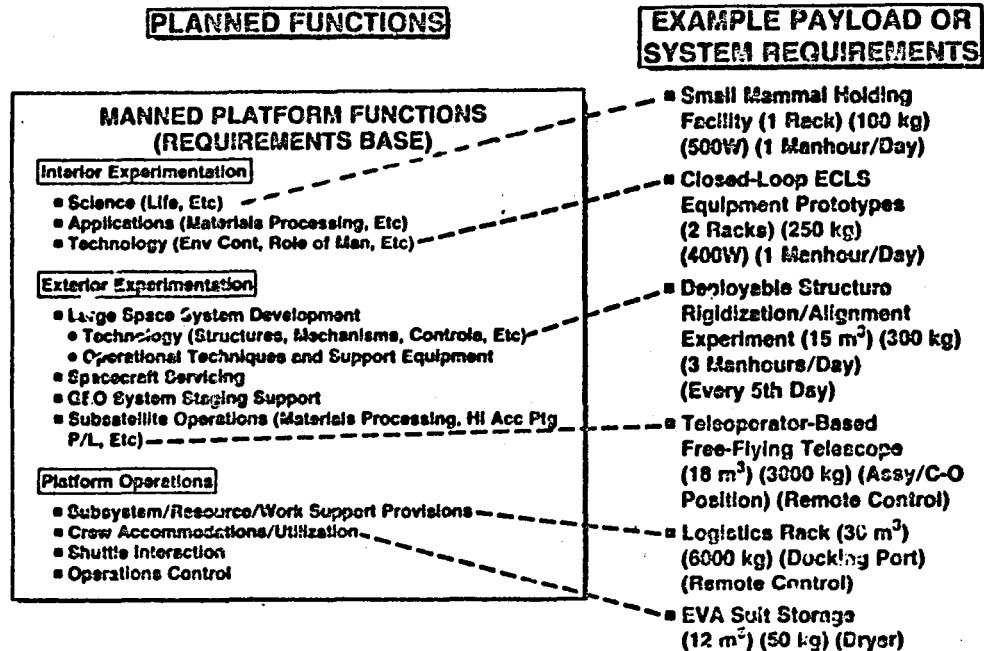 PLANNED FUNCTIONS
MANNED PLATFORM FUNCTIONS
(REQUIREMENTS BASE)
Interior Experimentation
▪ Science (Life, Etc)
▪ Applications (Materials Processing, Etc)
▪ Technology (Env Cont, Role of Man, Etc)
Exterior Experimentation
▪ Large Space System Development
• Technology (Structures, Mechanisms, Controls, Etc)
• Operational Techniques and Support Equipment
▪ Spacecraft Servicing
▪ GEO System Staging Support
▪ Subsatellite Operations (Materials Processing, Hi Acc Ptg
P/L, Etc)
Platform Operations
▪ Subsystem/Resource/Work Support Provisions
▪ Crew Accommodations/Utilization
▪ Shuttle Interaction
▪ Operations Control
EXAMPLE PAYLOAD OR
SYSTEM REQUIREMENTS
▪ Small Mammal Holding
Facility (1 Rack) (100 kg)
(500W) (1 Manhour/Day)
▪ Closed-Loop ECLS
Equipment Prototypes
(2 Racks) (250 kg)
(400W) (1 Manhour/Day)
▪ Deployable Structure
Rigidization/Alignment
Experiment (15 m³) (300 kg)
(3 Manhours/Day)
(Every 5th Day)
▪ Teleoperator-Based
Free-Flying Telescope
(18 m³) (3000 kg) (Assy/C-O
Position) (Remote Control)
▪ Logistics Rack (30 m³)
(6000 kg) (Docking Port)
(Remote Control)
▪ EVA Suit Storage
(12 m³) (50 kg) (Dryer)